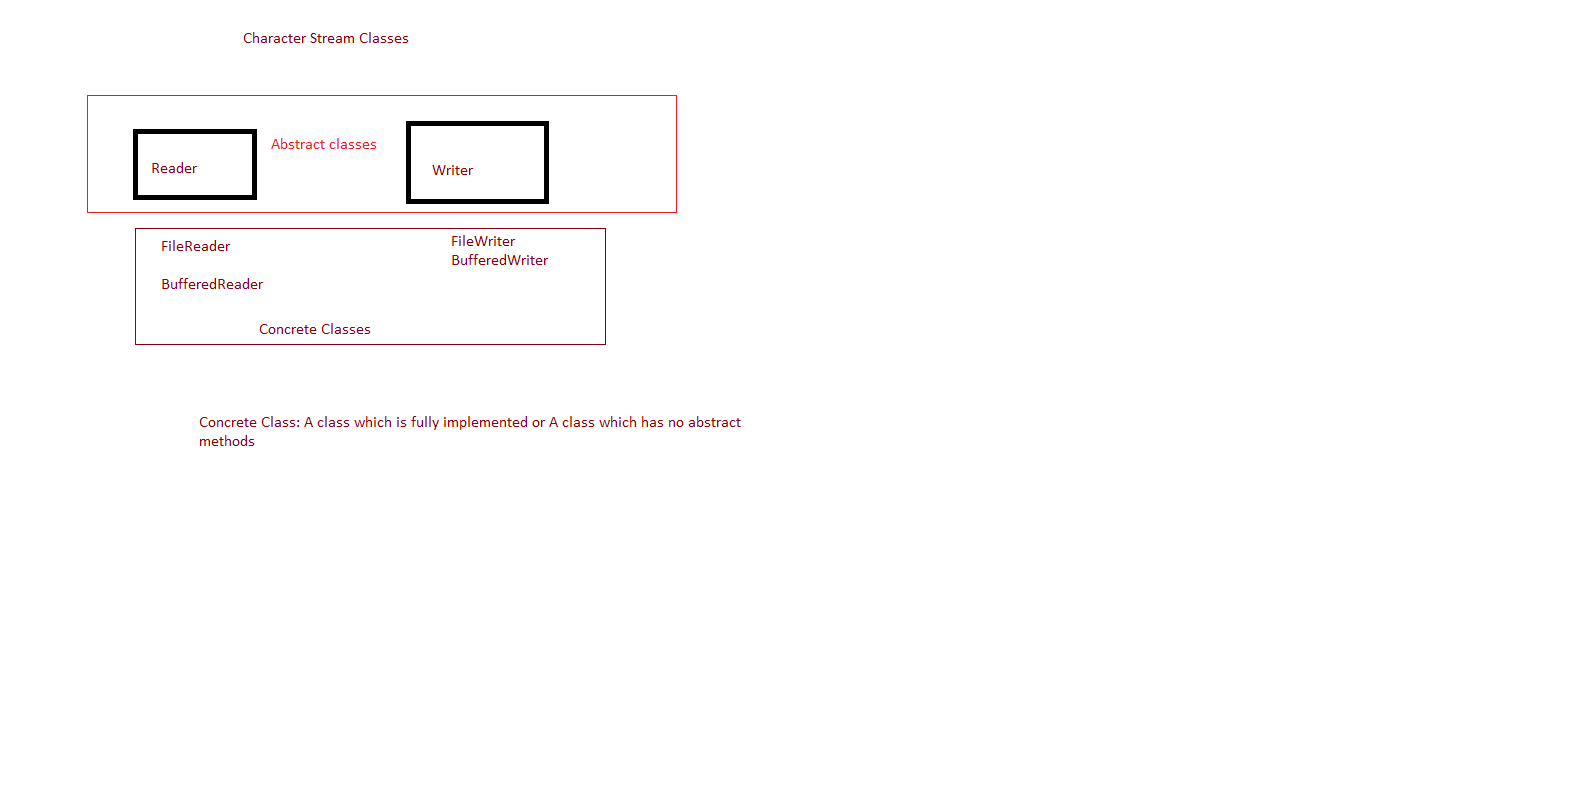 Character Stream Classes
Abstract classes
Reader
Writer
FileReader
FileWriter
BufferedWriter
BufferedReader
Concrete Classes
Concrete Class: A class which is fully implemented or A class which has no abstract
methods